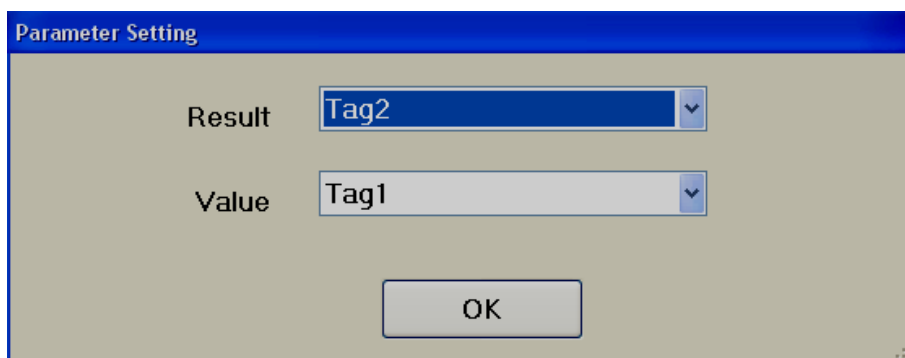 Parameter Setting
Result
Tag2
Value
Tag1
OK